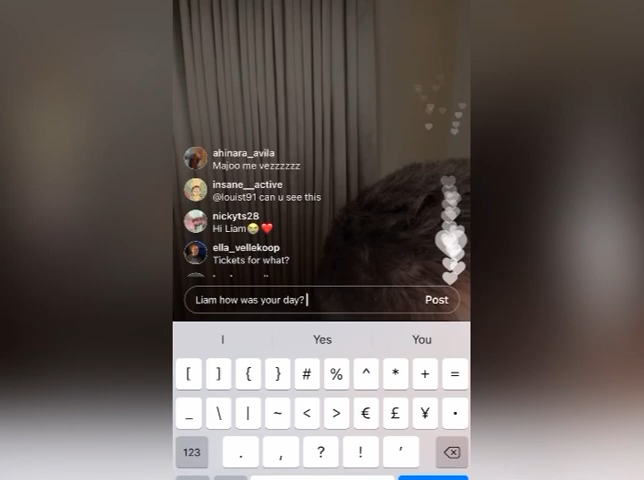 ahinara_avila
Majoo me vezzzzzz
insane__active
@louist91 can u see this
nickyts28
Hi Liam😭❤️
ella_vellekoop
Tickets for what?
Liam how was your day?
Post
I Yes You
[ ] { } # % ^ * + =
_ \ | ~ < > € £ ¥ •
123 . , ? ! ’